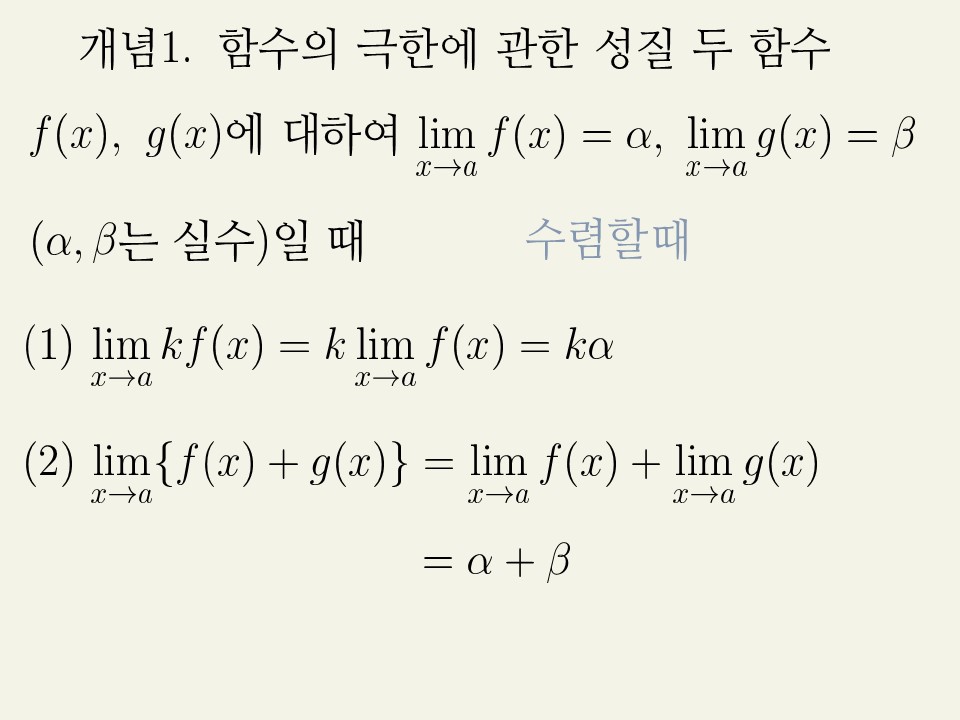 개념1. 함수의 극한에 관한 성질 두 함수
f(x), g(x)에 대하여 lim_{x→a} f(x) = α, lim_{x→a} g(x) = β
(α, β는 실수)일 때 수렴할때
(1) lim_{x→a} kf(x) = k lim_{x→a} f(x) = kα
(2) lim_{x→a} {f(x) + g(x)} = lim_{x→a} f(x) + lim_{x→a} g(x)
= α + β